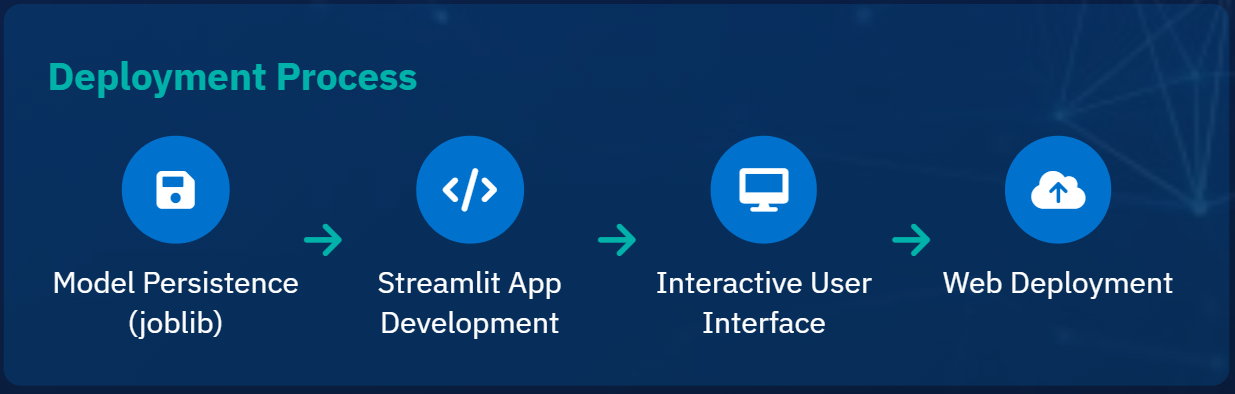 Deployment Process
Model Persistence
(joblib)
Streamlit App
Development
Interactive User
Interface
Web Deployment